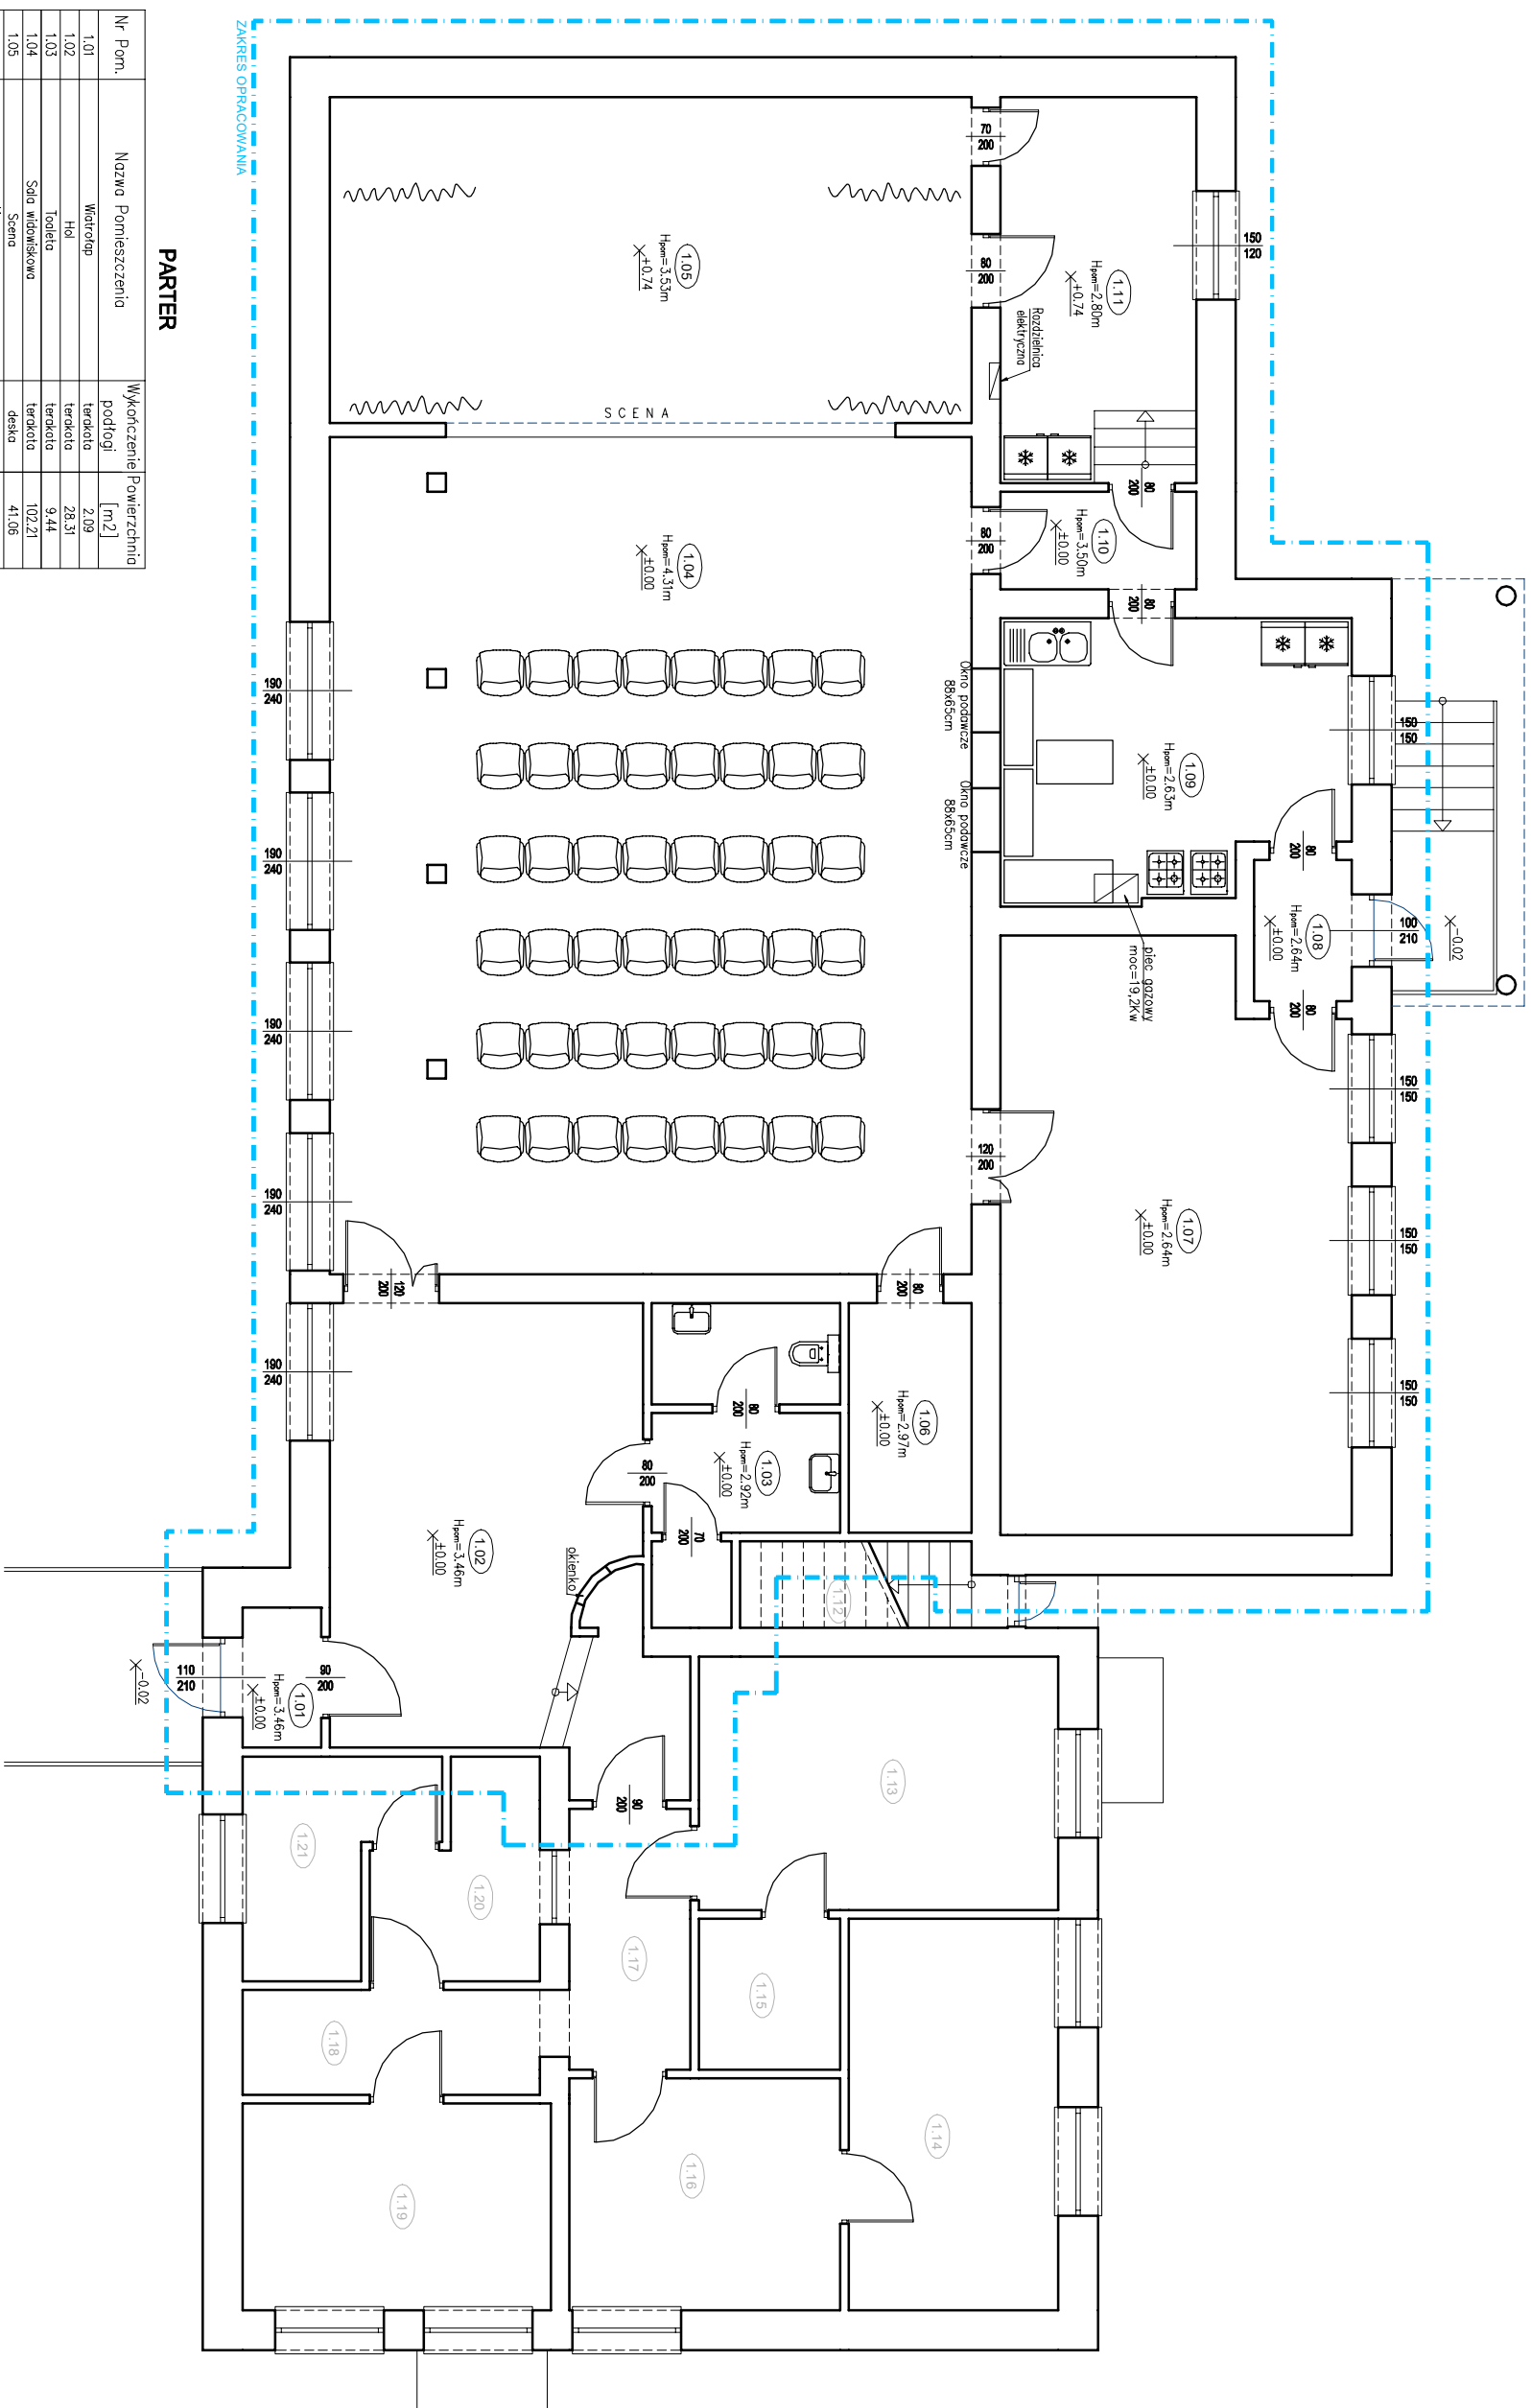 ZAKRES OPRACOWANIA
PARTER
Nr Pom.
Nazwa Pomieszczenia
Wykończenie podłogi
Powierzchnia [m2]
1.01 Wiatrołap terakota 2.09
1.02 Hol terakota 28.31
1.03 Toaleta terakota 9.44
1.04 Sala widowiskowa terakota 102.21
1.05 Scena deska 41.06
150
120
70
200
80
200
1.11
Hpom=2.80m
±0.74
Rozdzielnica
elektryczna
1.05
Hpom=3.53m
±0.74
SCENA
80
200
1.10
Hpom=3.50m
±0.00
80
200
80
200
1.04
Hpom=4.31m
±0.00
Okno podawcze
88x65cm
Okno podawcze
88x65cm
1.09
Hpom=2.63m
±0.00
150
150
80
200
piec gazowy
moc=19,2Kw
1.08
Hpom=2.64m
±0.00
100
210
-0.02
80
200
150
150
150
150
150
150
1.07
Hpom=2.64m
±0.00
120
200
190
240
190
240
190
240
190
240
190
240
120
200
80
200
1.06
Hpom=2.97m
±0.00
80
200
1.03
Hpom=2.92m
±0.00
80
200
70
200
1.02
Hpom=3.46m
±0.00
okienko
1.12
90
200
110
210
1.01
Hpom=3.46m
±0.00
-0.02
90
200
1.13
1.21
1.20
1.17
1.15
1.18
1.14
1.16
1.19